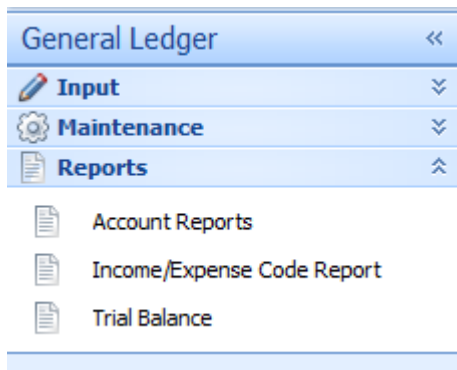 General Ledger
Input
Maintenance
Reports
Account Reports
Income/Expense Code Report
Trial Balance